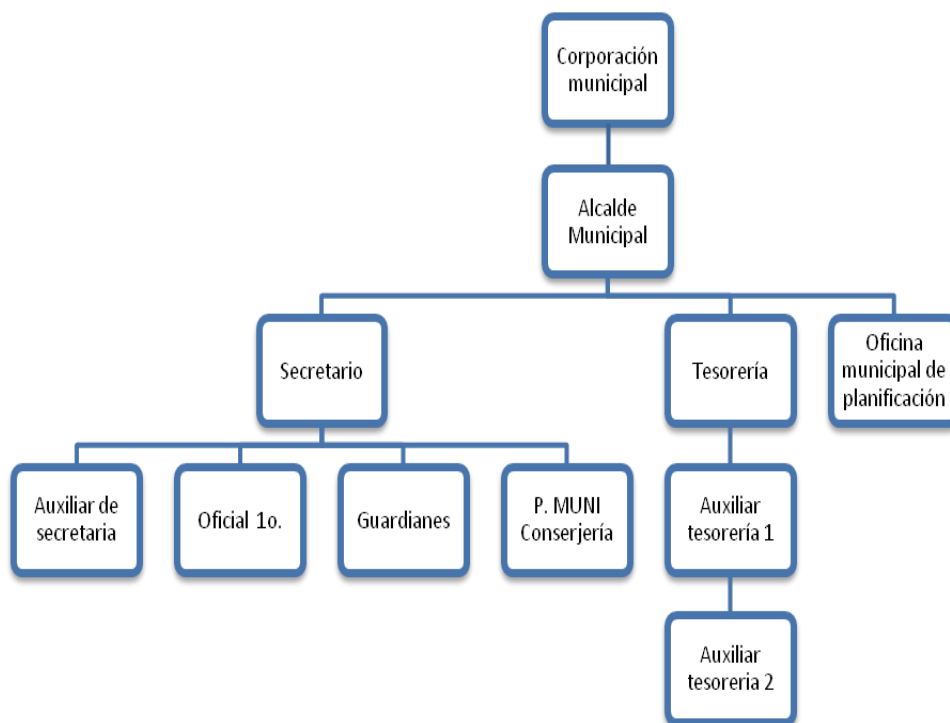 Corporación
municipal
Alcalde
Municipal
Secretario
Tesorería
Oficina
municipal de
planificación
Auxiliar de
secretaria
Oficial 1o.
Guardianes
P. MUNI
Conserjería
Auxiliar
tesorería 1
Auxiliar
tesoreria 2